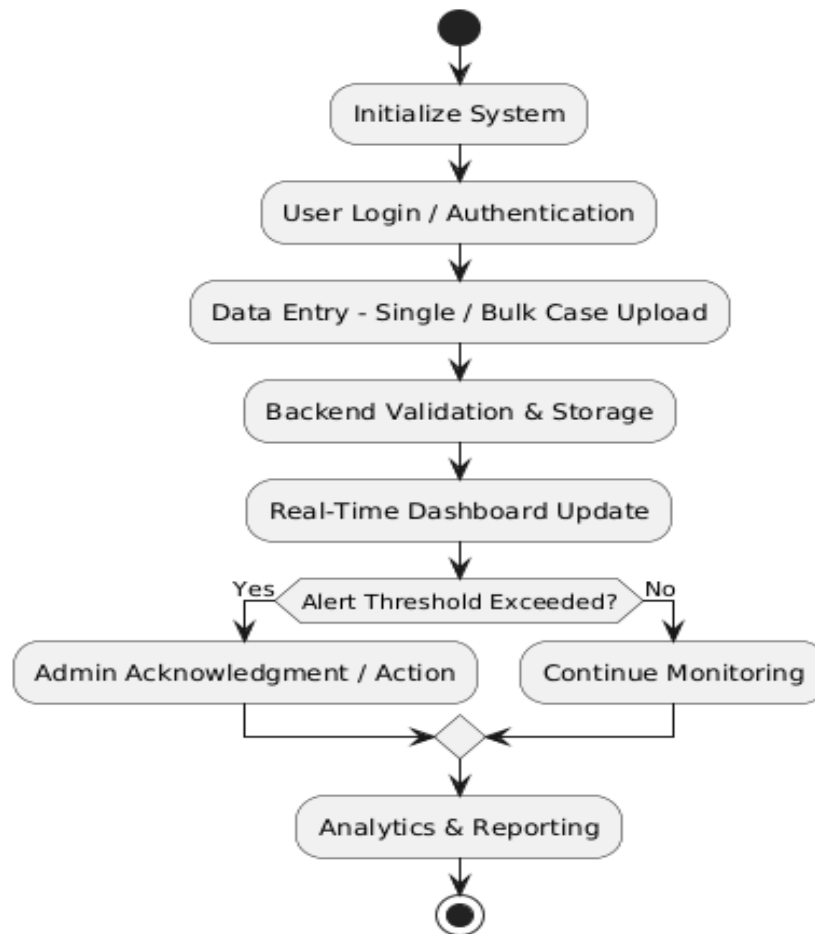 Initialize System
User Login / Authentication
Data Entry - Single / Bulk Case Upload
Backend Validation & Storage
Real-Time Dashboard Update
Yes
Alert Threshold Exceeded?
No
Admin Acknowledgment / Action
Continue Monitoring
Analytics & Reporting